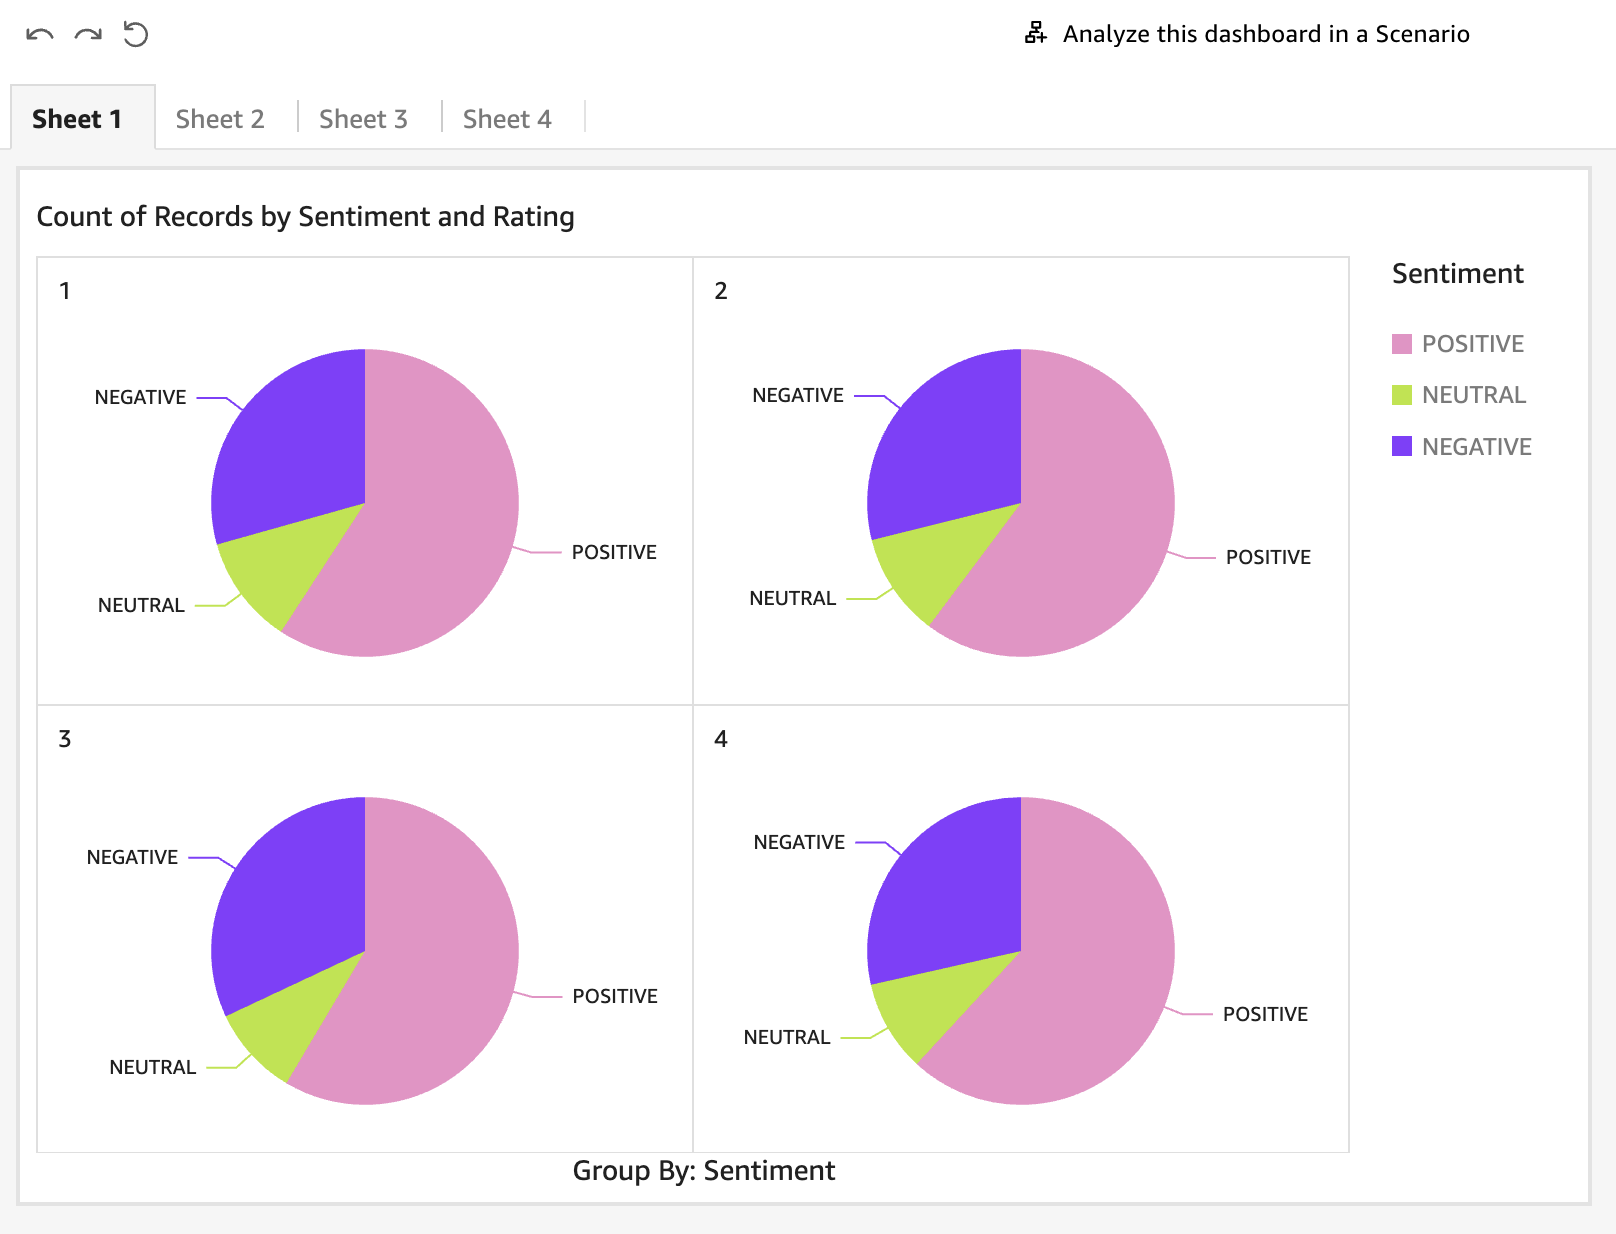 Analyze this dashboard in a Scenario
Sheet 1
Sheet 2
Sheet 3
Sheet 4
Count of Records by Sentiment and Rating
1
NEGATIVE
POSITIVE
NEUTRAL
2
NEGATIVE
POSITIVE
NEUTRAL
3
NEGATIVE
POSITIVE
NEUTRAL
4
NEGATIVE
POSITIVE
NEUTRAL
Group By: Sentiment
Sentiment
POSITIVE
NEUTRAL
NEGATIVE